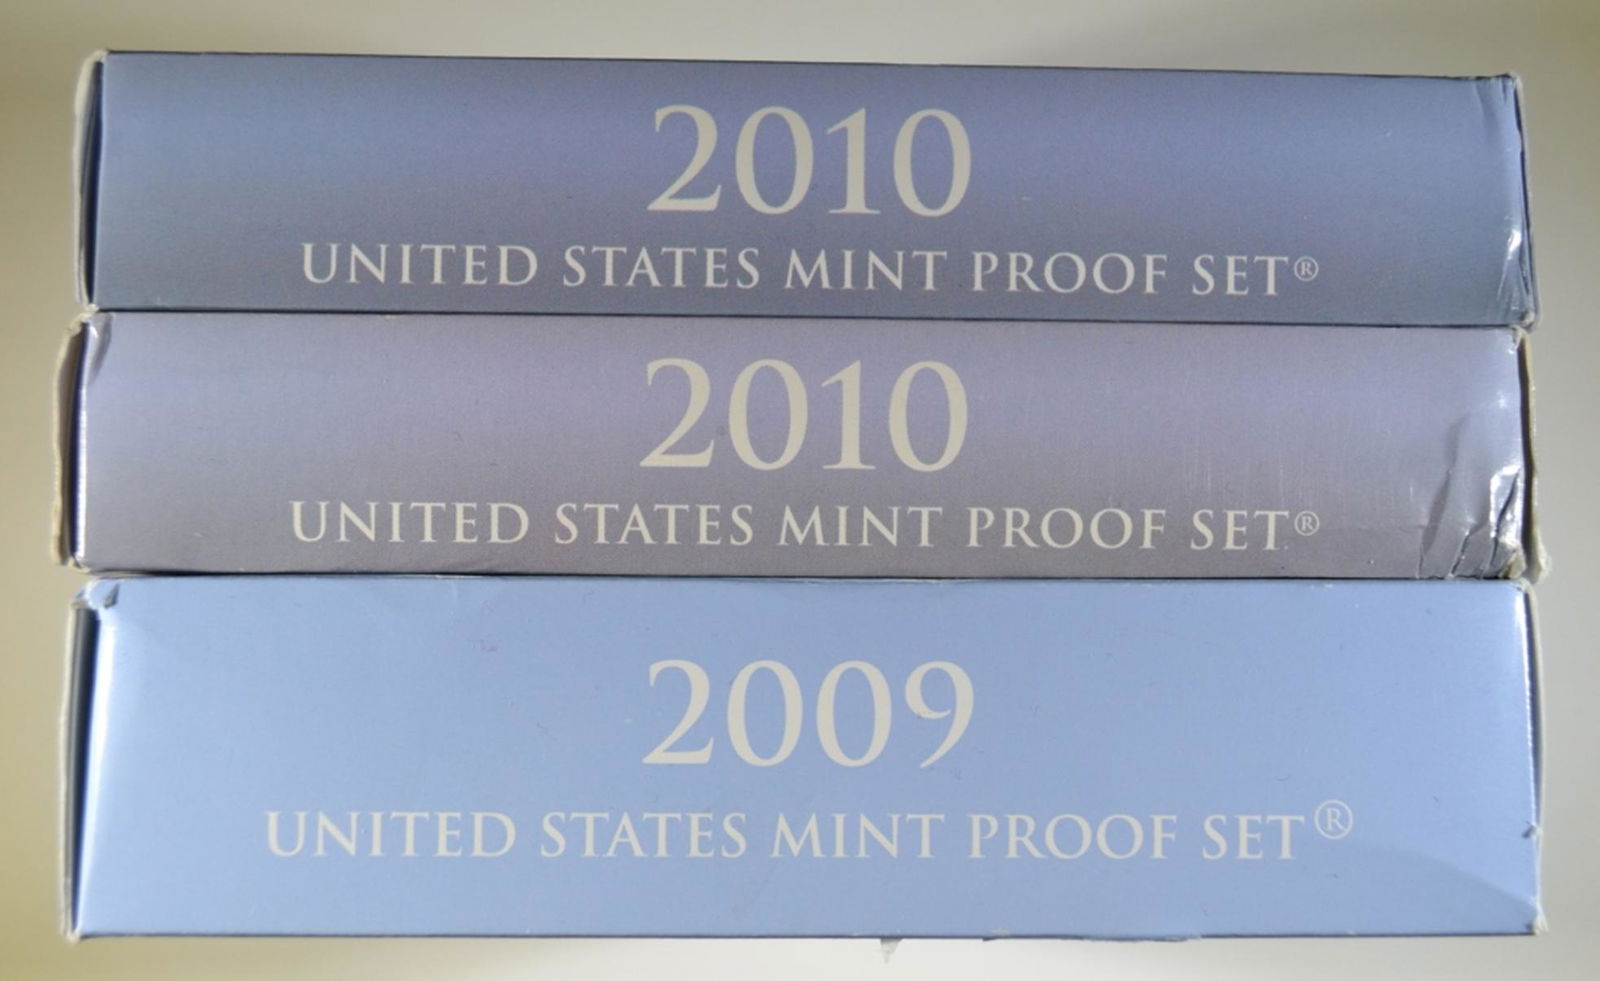 2010
UNITED STATES MINT PROOF SET®
2010
UNITED STATES MINT PROOF SET®
2009
UNITED STATES MINT PROOF SET®